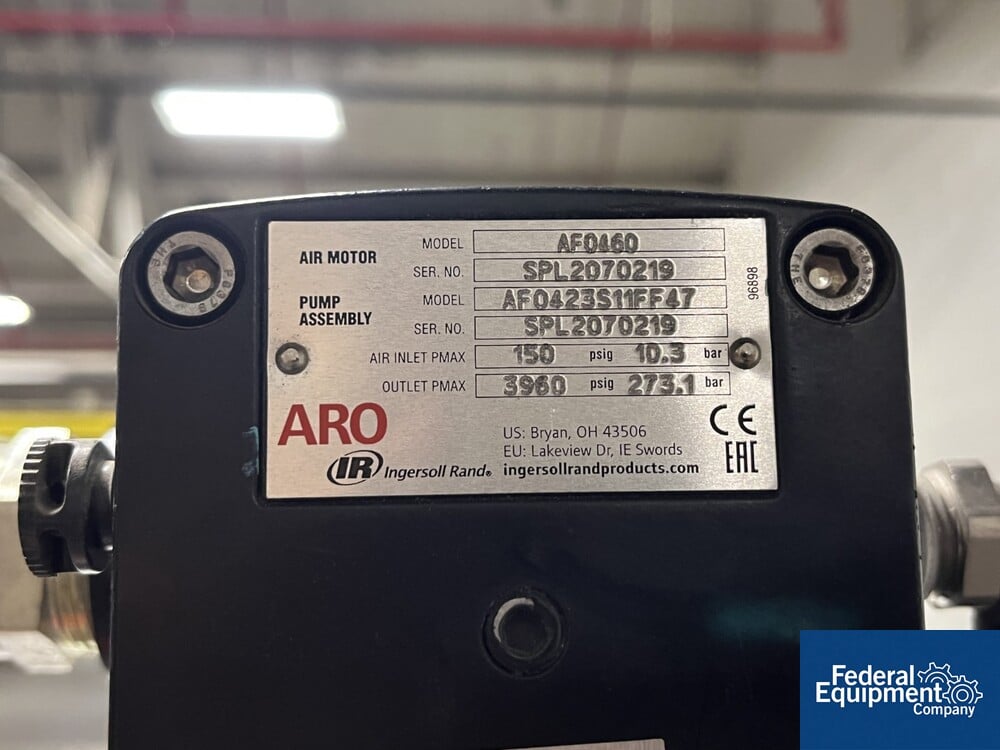 AIR MOTOR
MODEL AF0460
SER. NO. SPL2070219
PUMP ASSEMBLY
MODEL AF0423S11FF47
SER. NO. SPL2070219
AIR INLET PMAX 150 psig 10.3 bar
OUTLET PMAX 3960 psig 273.1 bar
96898
ARO
IR Ingersoll Rand®
US: Bryan, OH 43506
EU: Lakeview Dr, IE Swords
ingersollrandproducts.com
CE
EAC
Federal
Equipment
Company